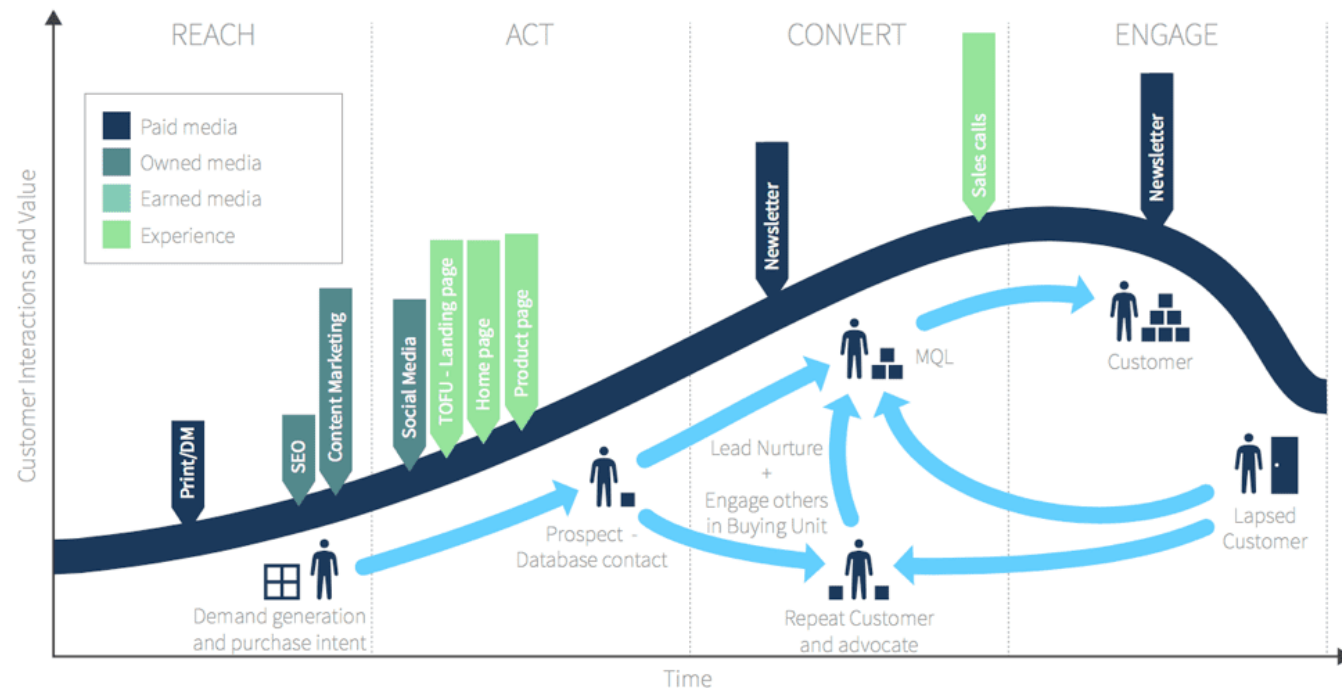 REACH
ACT
CONVERT
ENGAGE
Paid media
Owned media
Earned media
Experience
Customer Interactions and Value
Print/DM
SEO
Content Marketing
Social Media
TOFU - Landing page
Home page
Product page
Newsletter
Sales calls
Newsletter
MQL
Customer
Lead Nurture
+
Engage others
in Buying Unit
Prospect -
Database contact
Lapsed
Customer
Demand generation
and purchase intent
Repeat Customer
and advocate
Time